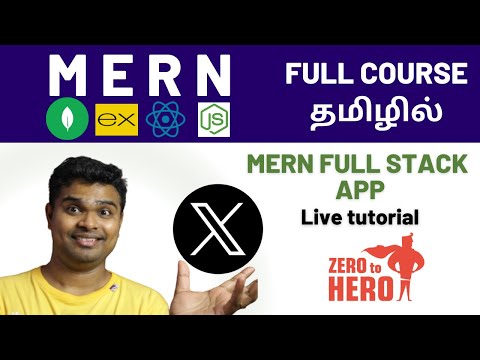 MERN
ex
JS
FULL COURSE
தமிழில்
MERN FULL STACK
APP
Live tutorial
X
ZERO to
HERO